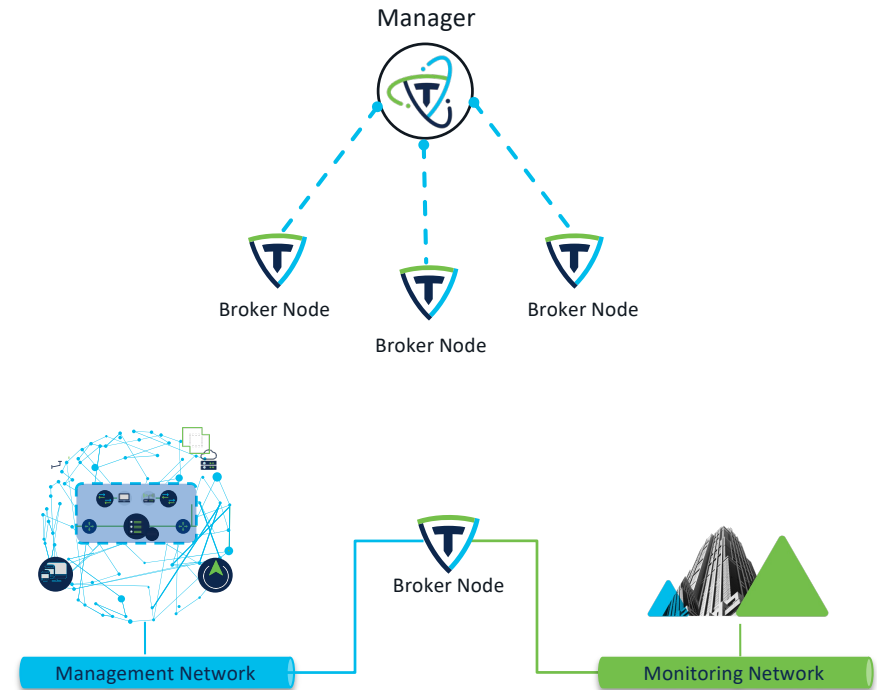 Manager
Broker Node
Broker Node
Broker Node
Broker Node
Management Network
Monitoring Network